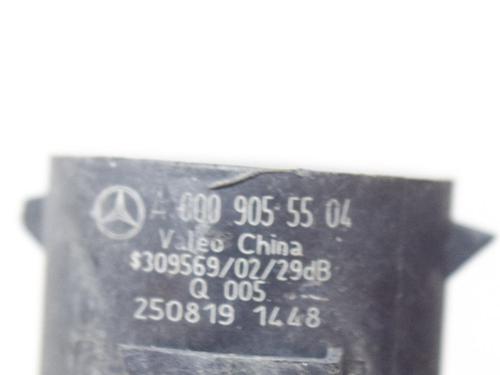 A 000 905 55 04
Valeo China
$309569/02/29dB
Q 005
250819 1448